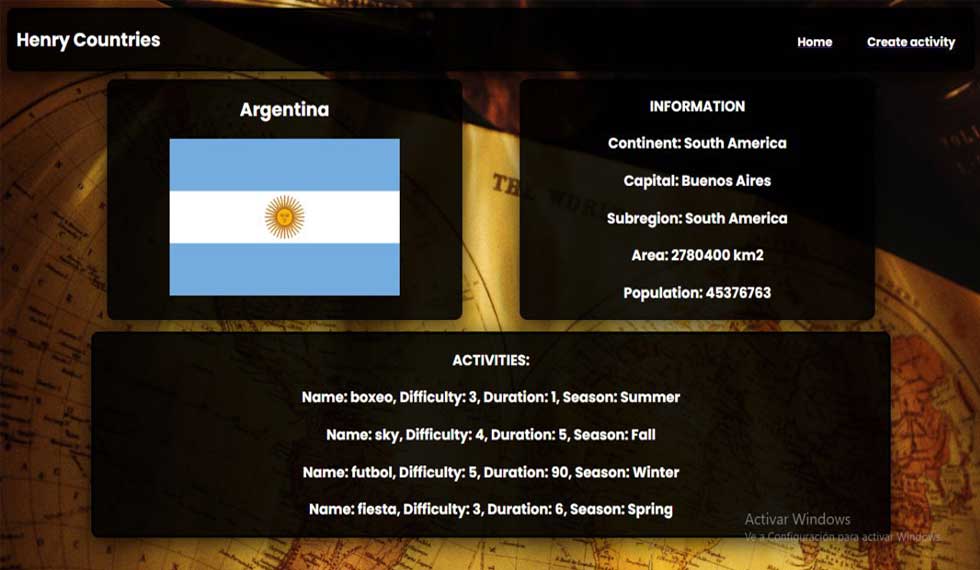 Henry Countries
Home
Create activity
Argentina
INFORMATION
Continent: South America
Capital: Buenos Aires
Subregion: South America
Area: 2780400 km2
Population: 45376763
THE WORLD
ACTIVITIES:
Name: boxeo, Difficulty: 3, Duration: 1, Season: Summer
Name: sky, Difficulty: 4, Duration: 5, Season: Fall
Name: futbol, Difficulty: 5, Duration: 90, Season: Winter
Name: fiesta, Difficulty: 3, Duration: 6, Season: Spring
Activar Windows
Ve a Configuración para activar Windows.